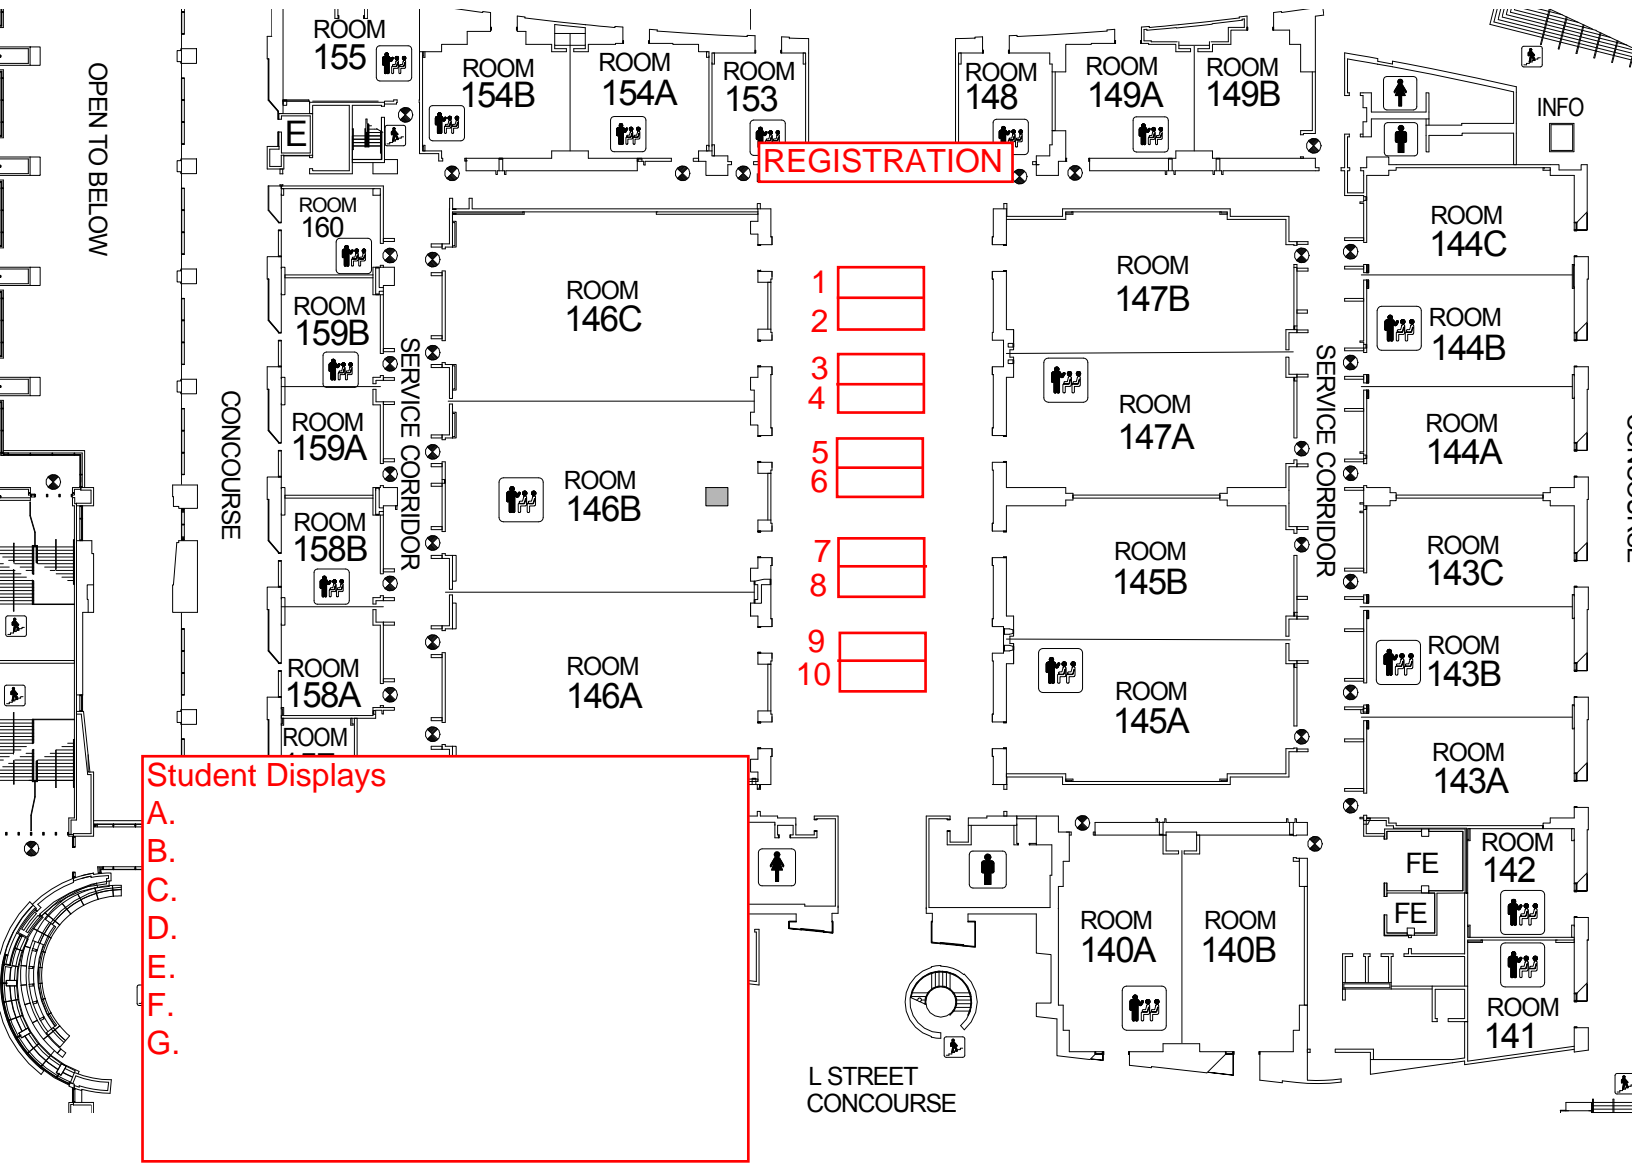 ROOM
155
ROOM
154B
ROOM
154A
ROOM
153
ROOM
148
ROOM
149A
ROOM
149B
INFO
E
OPEN TO BELOW
REGISTRATION
ROOM
160
ROOM
159B
ROOM
159A
ROOM
158B
ROOM
158A
ROOM
CONCOURSE
SERVICE CORRIDOR
ROOM
146C
ROOM
146B
ROOM
146A
1
2
3
4
5
6
7
8
9
10
ROOM
147B
ROOM
147A
ROOM
145B
ROOM
145A
SERVICE CORRIDOR
ROOM
144C
ROOM
144B
ROOM
144A
ROOM
143C
ROOM
143B
ROOM
143A
Student Displays
A.
B.
C.
D.
E.
F.
G.
ROOM
140A
ROOM
140B
FE
FE
ROOM
142
ROOM
141
L STREET
CONCOURSE